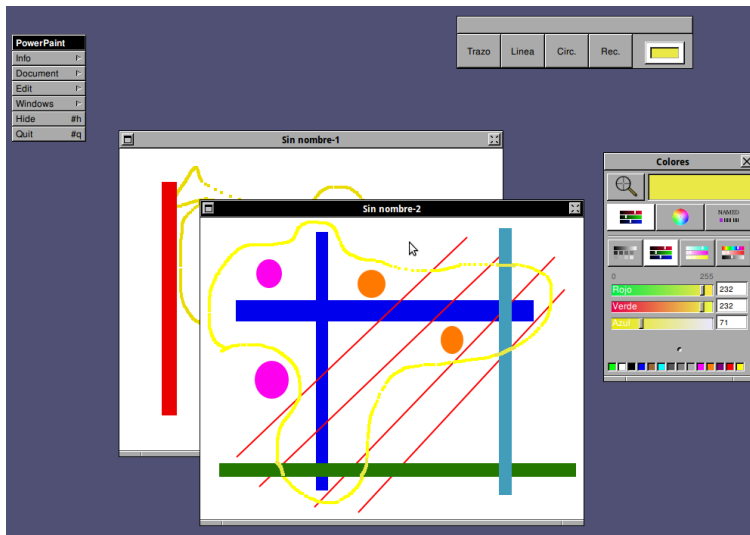 PowerPaint
Info
Document
Edit
Windows
Hide #h
Quit #q
Trazo Linea Circ. Rec.
Sin nombre-1
Sin nombre-2
Colores
NAMED
0 255
Rojo 232
Verde 232
Azul 71